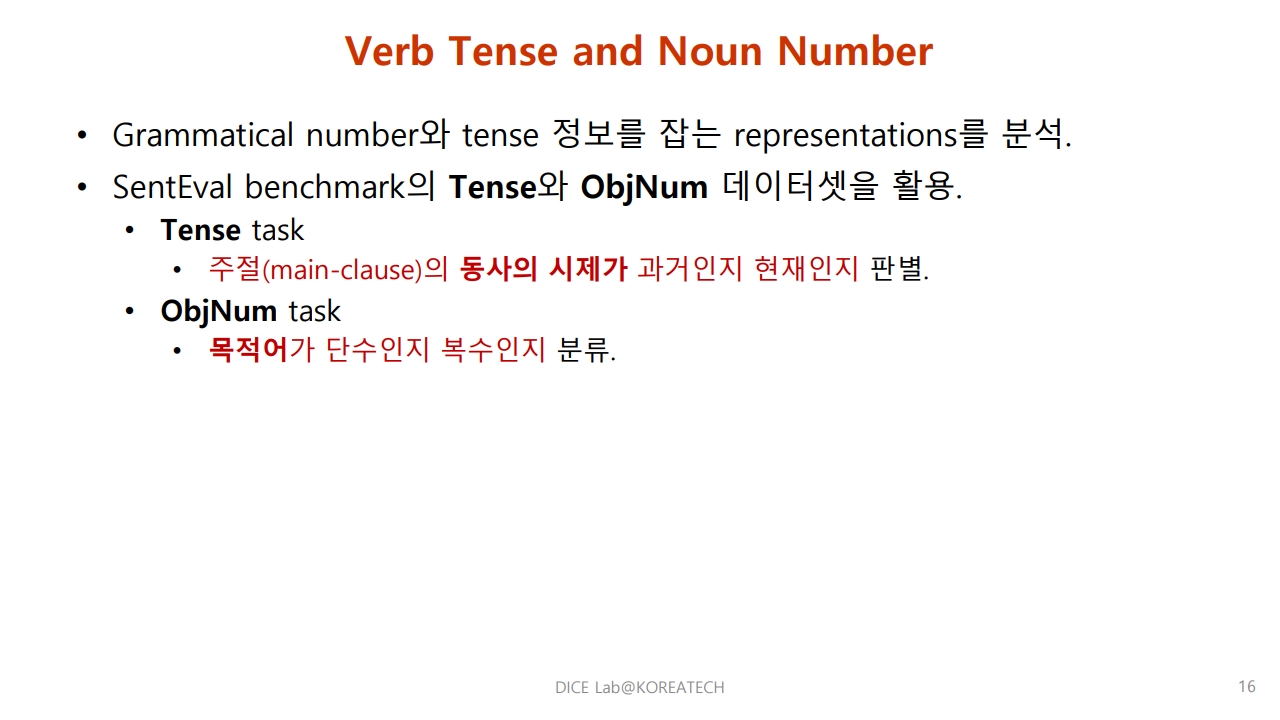 Verb Tense and Noun Number
• Grammatical number와 tense 정보를 잡는 representations를 분석.
• SentEval benchmark의 Tense와 ObjNum 데이터셋을 활용.
• Tense task
• 주절(main-clause)의 동사의 시제가 과거인지 현재인지 판별.
• ObjNum task
• 목적어가 단수인지 복수인지 분류.
DICE Lab@KOREATECH
16